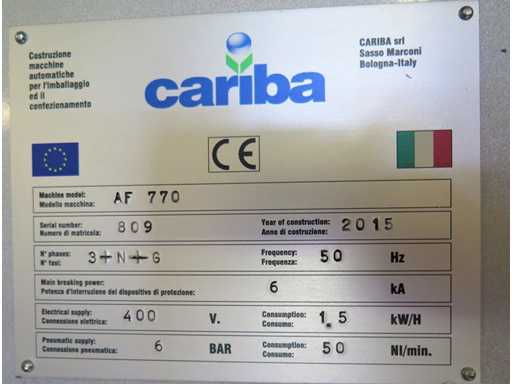 Costruzione
macchine
automatiche
per l'imballaggio
ed il
confezionamento
cariba
CARIBA srl
Sasso Marconi
Bologna-Italy
CE
Machine model:
Modello macchina:
AF 770
Serial number:
Numero di matricola:
809
Year of construction:
Anno di costruzione:
2015
N° phases:
N° fasi:
3+N+G
Frequency:
Frequenza:
50 Hz
Main breaking power:
Potenza d'interruzione del dispositivo di protezione:
6 kA
Electrical supply:
Connessione elettrica:
400 V.
Consumption:
Consumo:
1.5 kW/H
Pneumatic supply:
Connessione pneumatica:
6 BAR
Consumption:
Consumo:
50 Nl/min.